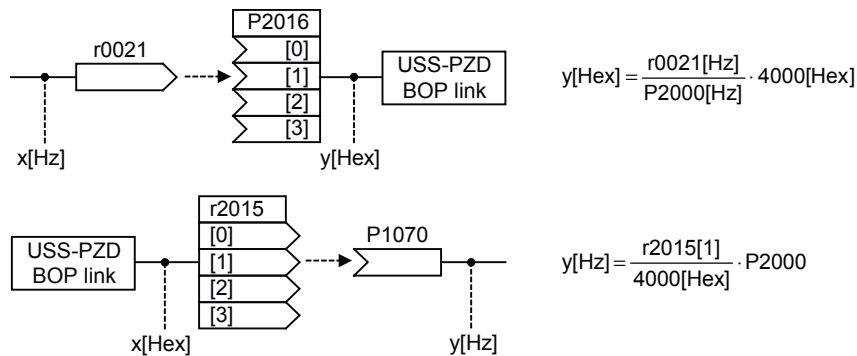 P2016
r0021
[0]
[1]
[2]
[3]
USS-PZD
BOP link
x[Hz]
y[Hex]
y[Hex] = r0021[Hz] / P2000[Hz] · 4000[Hex]
r2015
[0]
[1]
[2]
[3]
P1070
USS-PZD
BOP link
x[Hex]
y[Hz]
y[Hz] = r2015[1] / 4000[Hex] · P2000